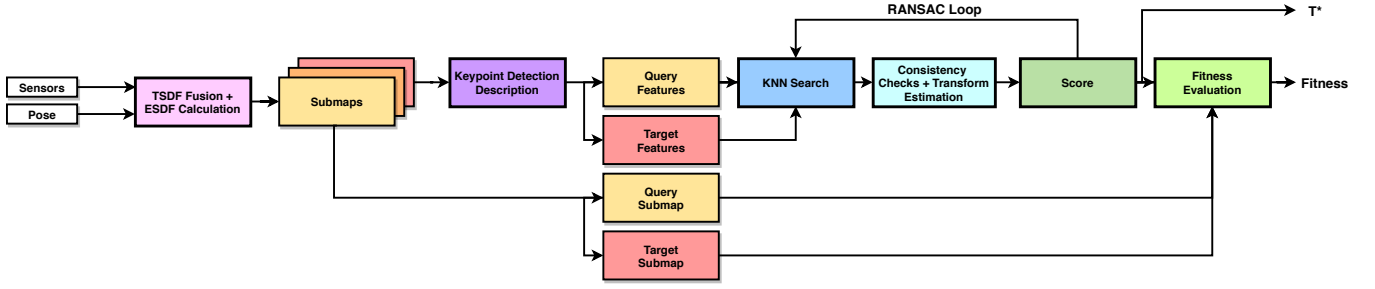 RANSAC Loop
T*
Sensors
Pose
TSDF Fusion +
ESDF Calculation
Submaps
Keypoint Detection
Description
Query
Features
KNN Search
Consistency
Checks + Transform
Estimation
Score
Fitness
Evaluation
Fitness
Target
Features
Query
Submap
Target
Submap